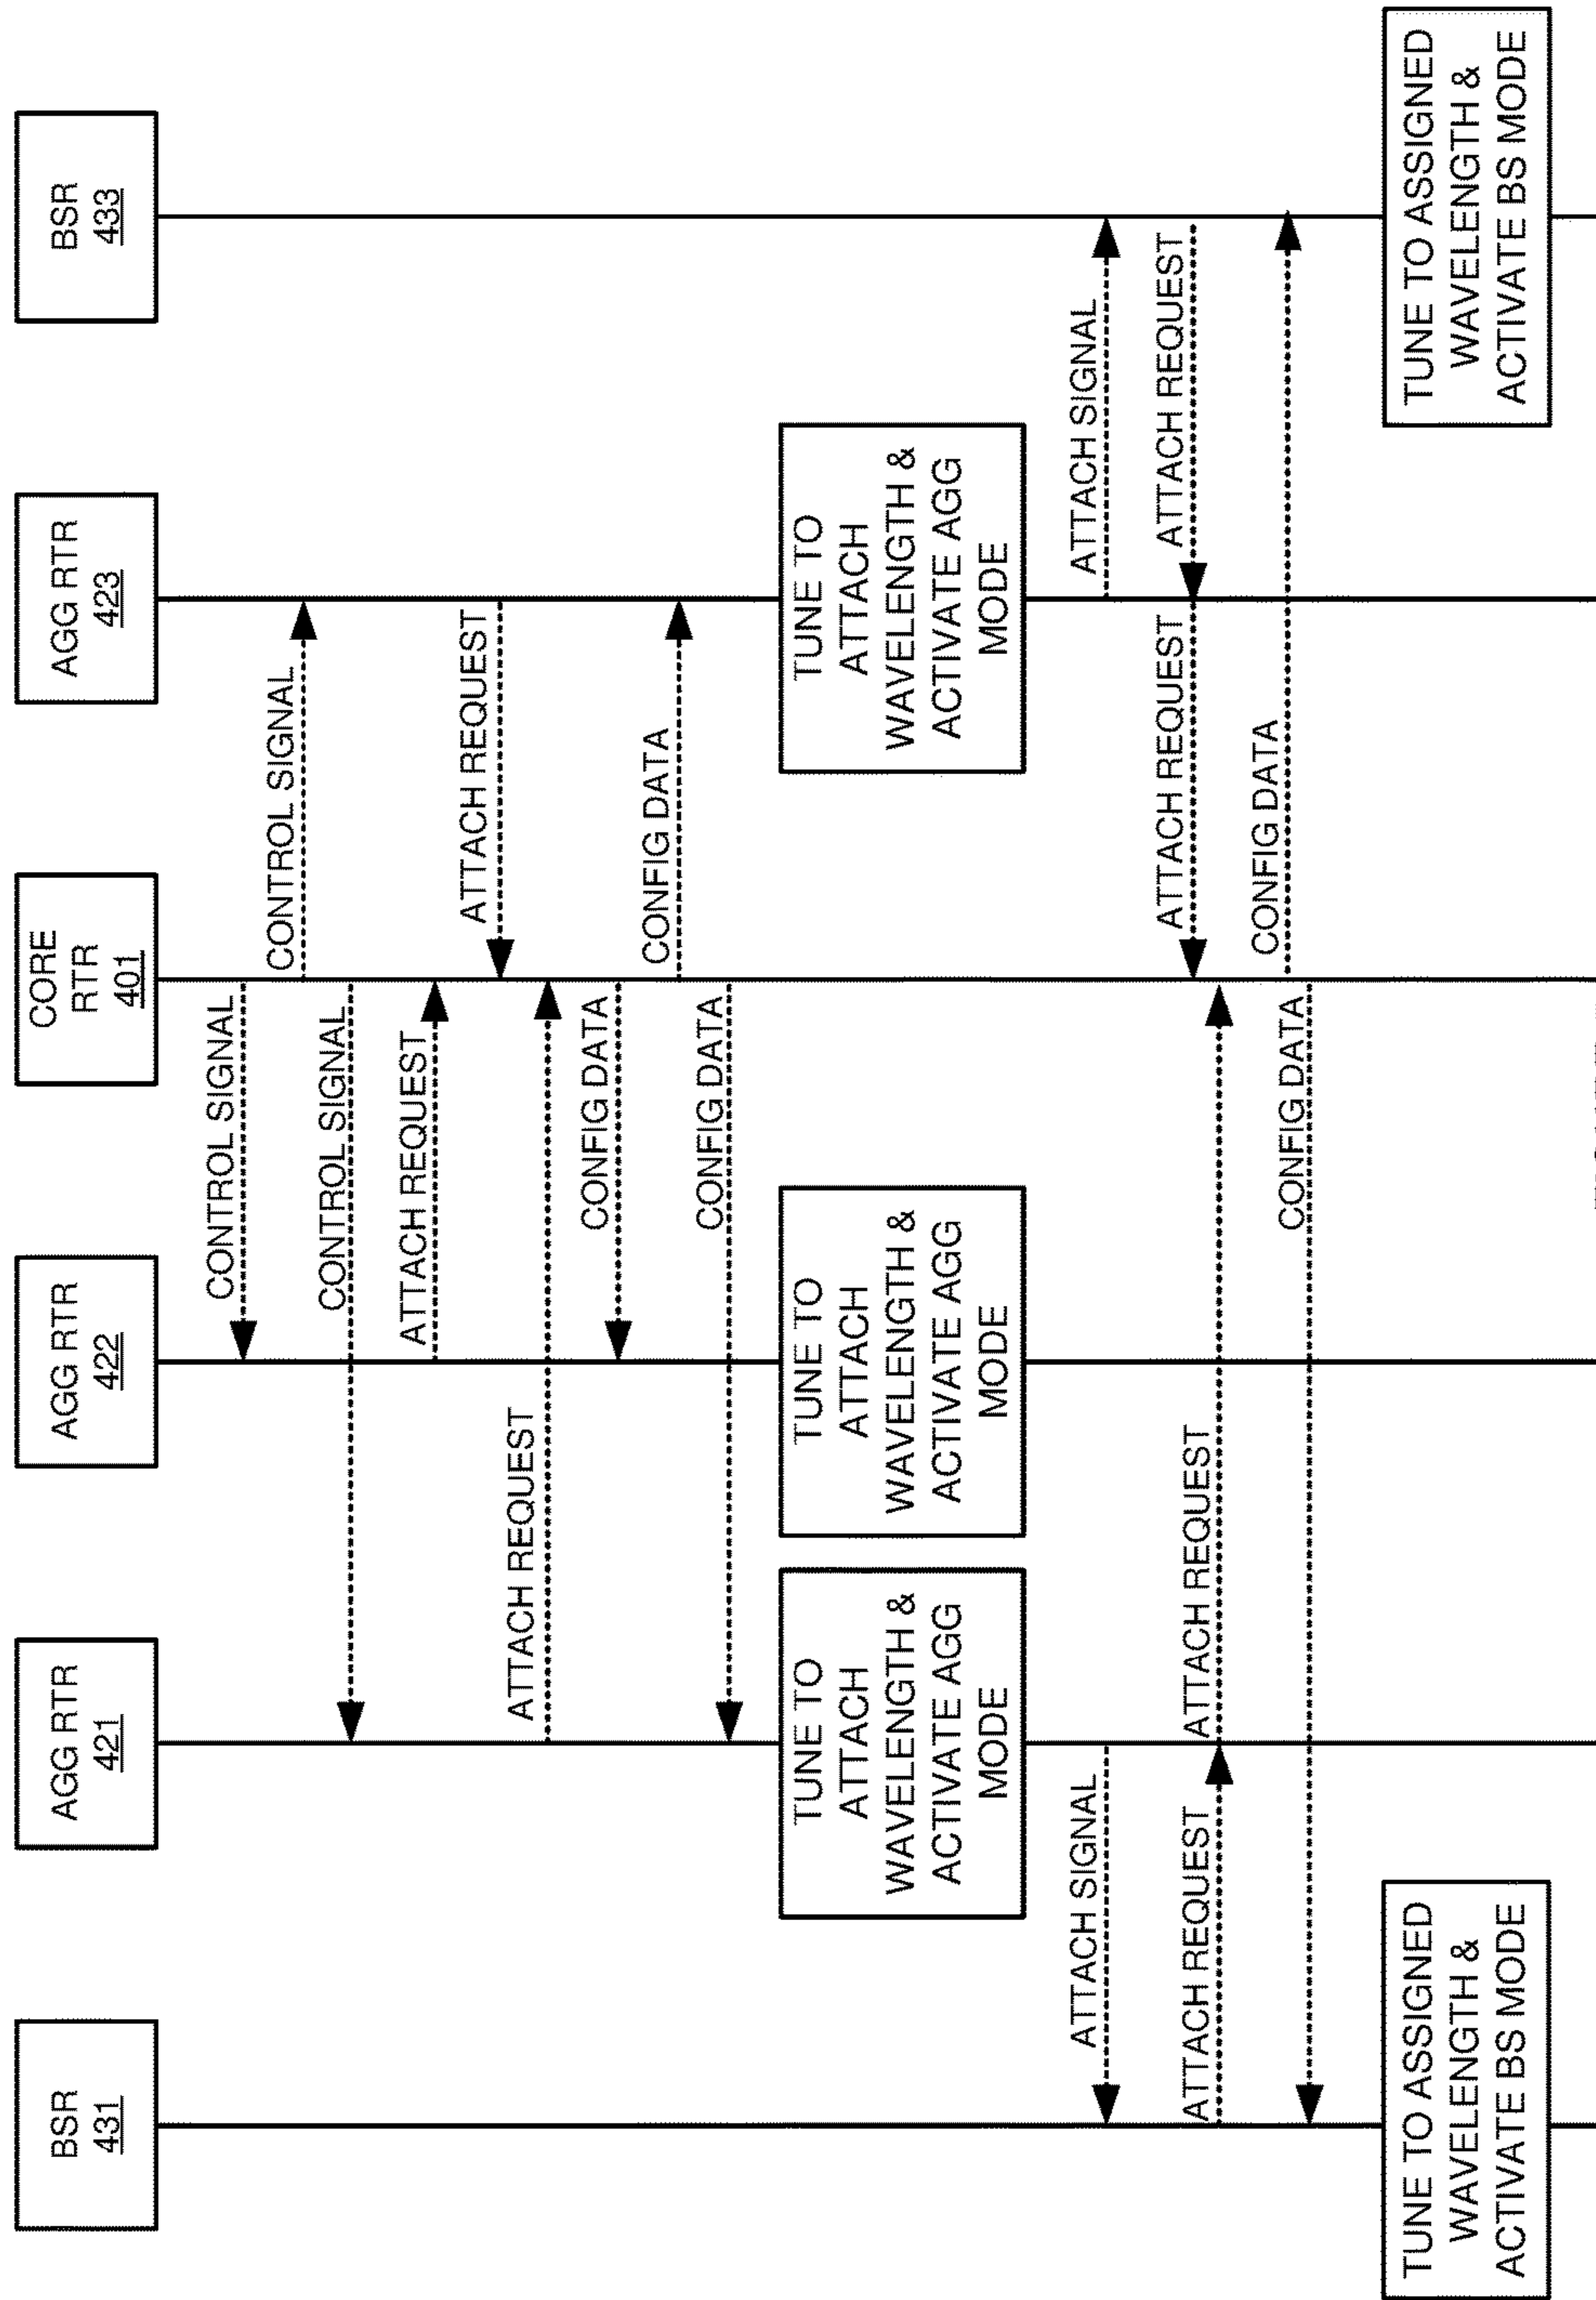 BSR
431
AGG RTR
421
AGG RTR
422
CORE
RTR
401
AGG RTR
423
BSR
433
CONTROL SIGNAL
CONTROL SIGNAL
CONTROL SIGNAL
ATTACH REQUEST
ATTACH REQUEST
ATTACH REQUEST
CONFIG DATA
CONFIG DATA
CONFIG DATA
TUNE TO
ATTACH
WAVELENGTH &
ACTIVATE AGG
MODE
TUNE TO
ATTACH
WAVELENGTH &
ACTIVATE AGG
MODE
TUNE TO
ATTACH
WAVELENGTH &
ACTIVATE AGG
MODE
ATTACH SIGNAL
ATTACH SIGNAL
ATTACH REQUEST
ATTACH REQUEST
ATTACH REQUEST
ATTACH REQUEST
CONFIG DATA
CONFIG DATA
TUNE TO ASSIGNED
WAVELENGTH &
ACTIVATE BS MODE
TUNE TO ASSIGNED
WAVELENGTH &
ACTIVATE BS MODE